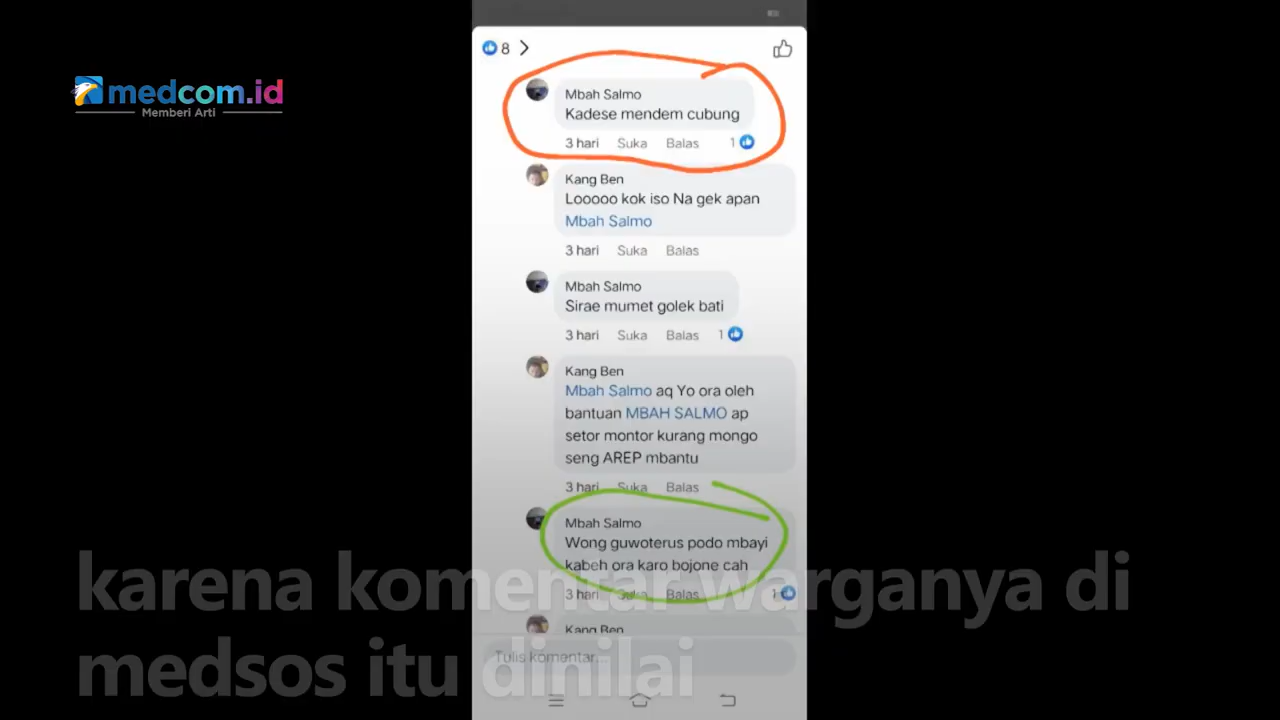 medcom.id
Memberi Arti
8
Mbah Salmo
Kadese mendem cubung
3 hari Suka Balas 1
Kang Ben
Looooo kok iso Na gek apan
Mbah Salmo
3 hari Suka Balas
Mbah Salmo
Sirae mumet golek bati
3 hari Suka Balas 1
Kang Ben
Mbah Salmo aq Yo ora oleh
bantuan MBAH SALMO ap
setor montor kurang mongo
seng AREP mbantu
3 hari Suka Balas
Mbah Salmo
Wong guwoterus podo mbayi
kabeh ora karo bojone cah
3 hari Suka Balas 1
Kang Ben
Tulis komentar...
karena komentar warganya di
medsos itu dinilai